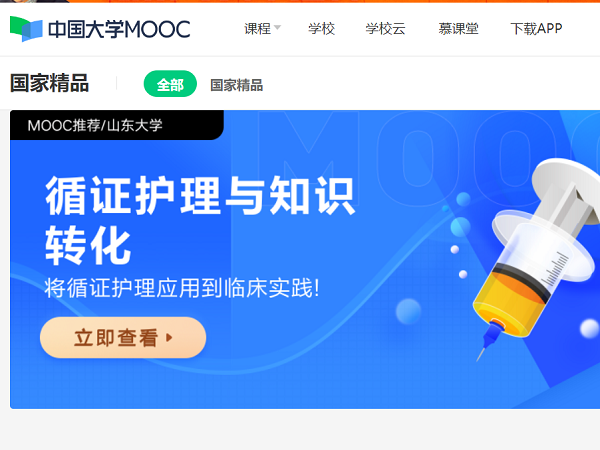 中国大学MOOC 课程 学校 学校云 慕课堂 下载APP
国家精品 全部 国家精品
MOOC推荐/山东大学
MOOC
循证护理与知识
转化
将循证护理应用到临床实践!
立即查看